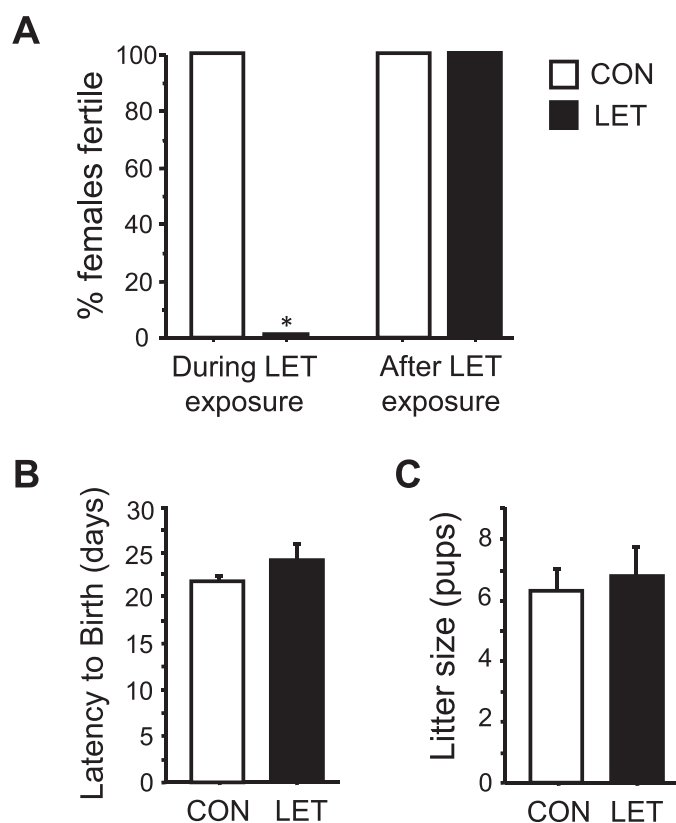 A
% females fertile
100
80
60
40
20
0
*
During LET
exposure
After LET
exposure
CON
LET
B
Latency to Birth (days)
30
25
20
15
10
5
0
CON
LET
C
Litter size (pups)
8
6
4
2
0
CON
LET